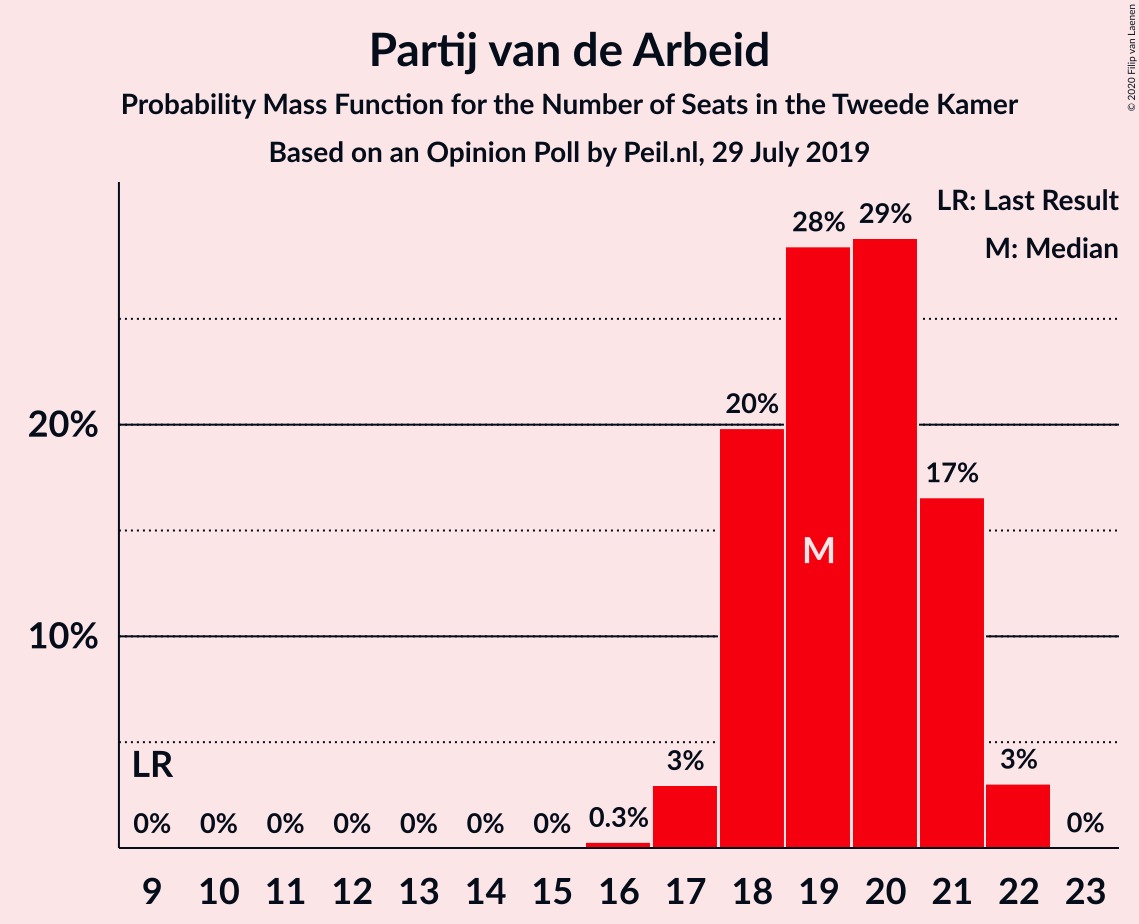 Partij van de Arbeid
Probability Mass Function for the Number of Seats in the Tweede Kamer
Based on an Opinion Poll by Peil.nl, 29 July 2019
© 2020 Filip van Laenen
LR: Last Result
M: Median
28% 29%
20%
17%
20%
10%
M
LR
0% 0% 0% 0% 0% 0% 0% 0.3% 3% 3% 0%
9 10 11 12 13 14 15 16 17 18 19 20 21 22 23